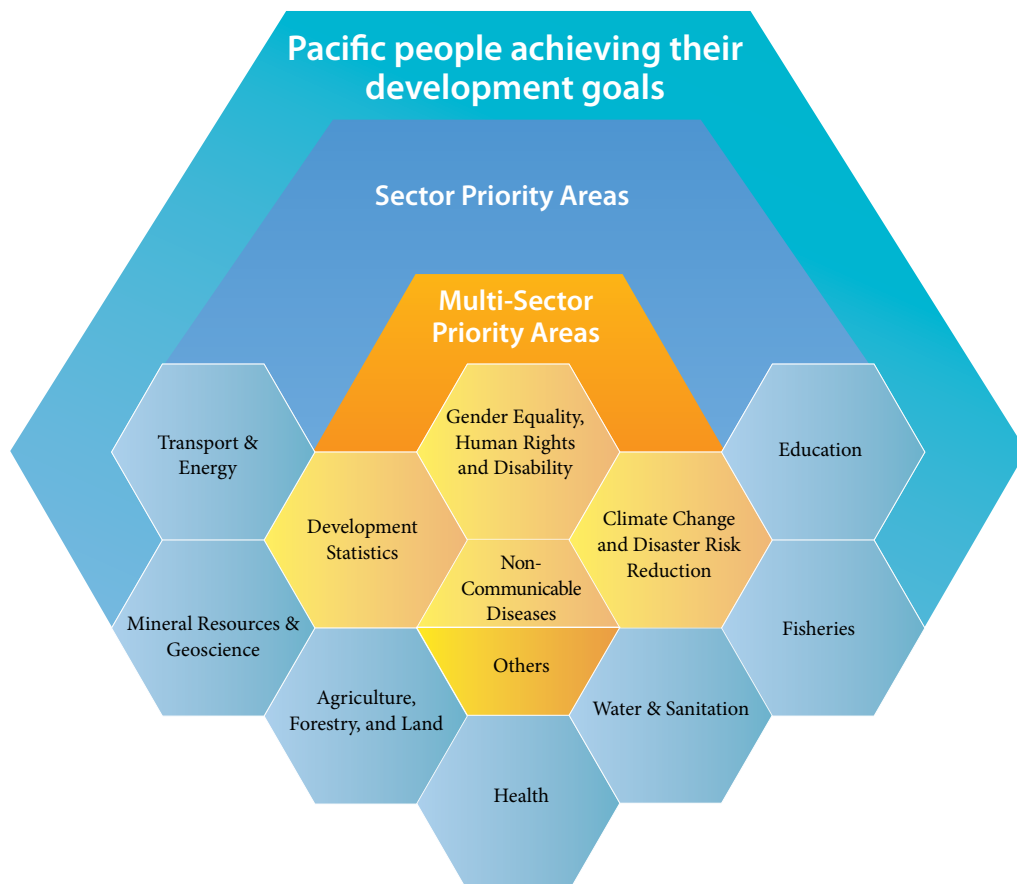 Pacific people achieving their
development goals
Sector Priority Areas
Multi-Sector
Priority Areas
Transport &
Energy
Gender Equality,
Human Rights
and Disability
Education
Development
Statistics
Climate Change
and Disaster Risk
Reduction
Non-
Communicable
Diseases
Mineral Resources &
Geoscience
Fisheries
Others
Agriculture,
Forestry, and Land
Water & Sanitation
Health